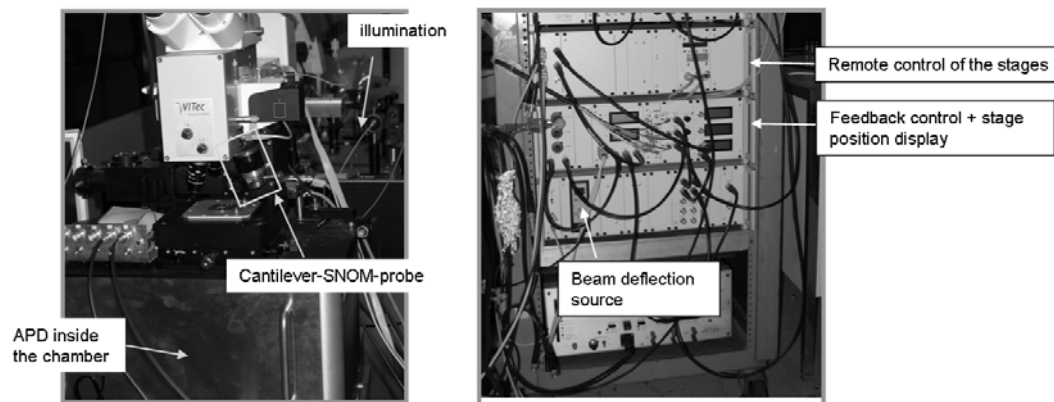 illumination
WITec
Cantilever-SNOM-probe
APD inside
the chamber
Remote control of the stages
Feedback control + stage
position display
Beam deflection
source